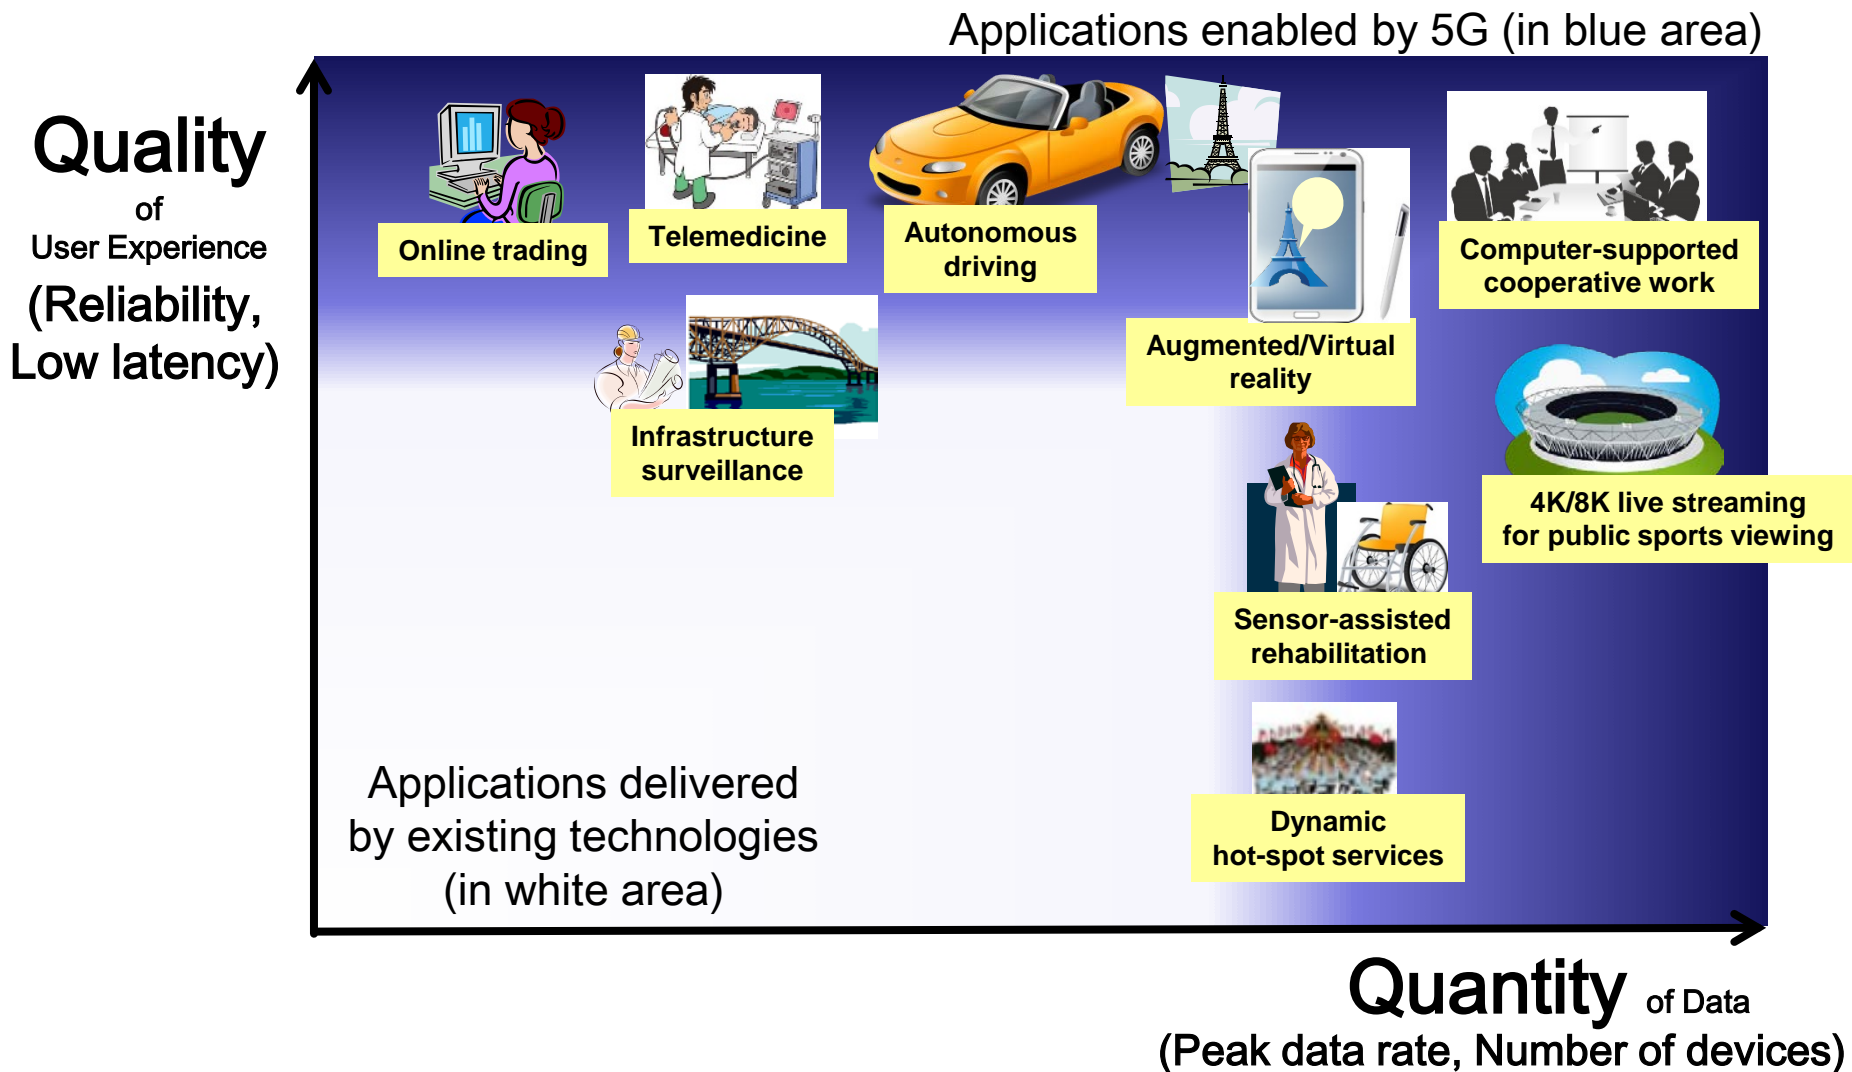 Applications enabled by 5G (in blue area)
Quality
of
User Experience
(Reliability,
Low latency)
Online trading
Telemedicine
Autonomous
driving
Augmented/Virtual
reality
Computer-supported
cooperative work
Infrastructure
surveillance
4K/8K live streaming
for public sports viewing
Sensor-assisted
rehabilitation
Dynamic
hot-spot services
Applications delivered
by existing technologies
(in white area)
Quantity of Data
(Peak data rate, Number of devices)